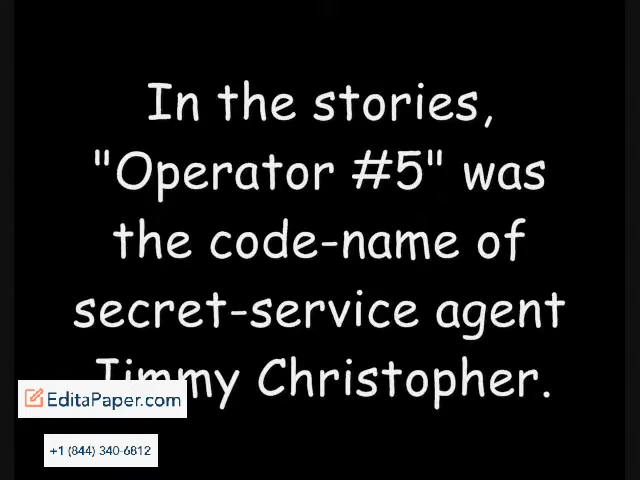 In the stories,
"Operator #5" was
the code-name of
secret-service agent
Jimmy Christopher.
EditaPaper.com
+1 (844) 340-6812